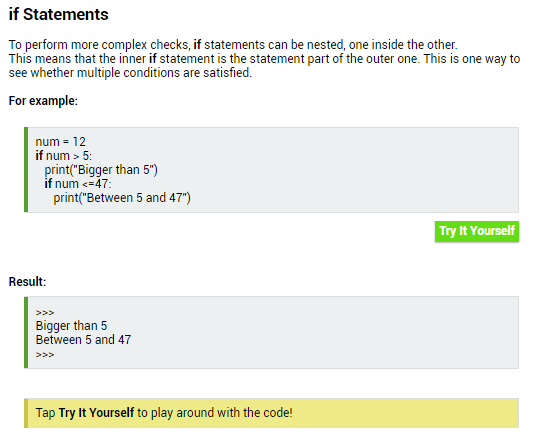 if Statements
To perform more complex checks, if statements can be nested, one inside the other.
This means that the inner if statement is the statement part of the outer one. This is one way to
see whether multiple conditions are satisfied.
For example:
num = 12
if num > 5:
   print("Bigger than 5")
   if num <=47:
      print("Between 5 and 47")
Try It Yourself
Result:
>>>
Bigger than 5
Between 5 and 47
>>>
Tap Try It Yourself to play around with the code!